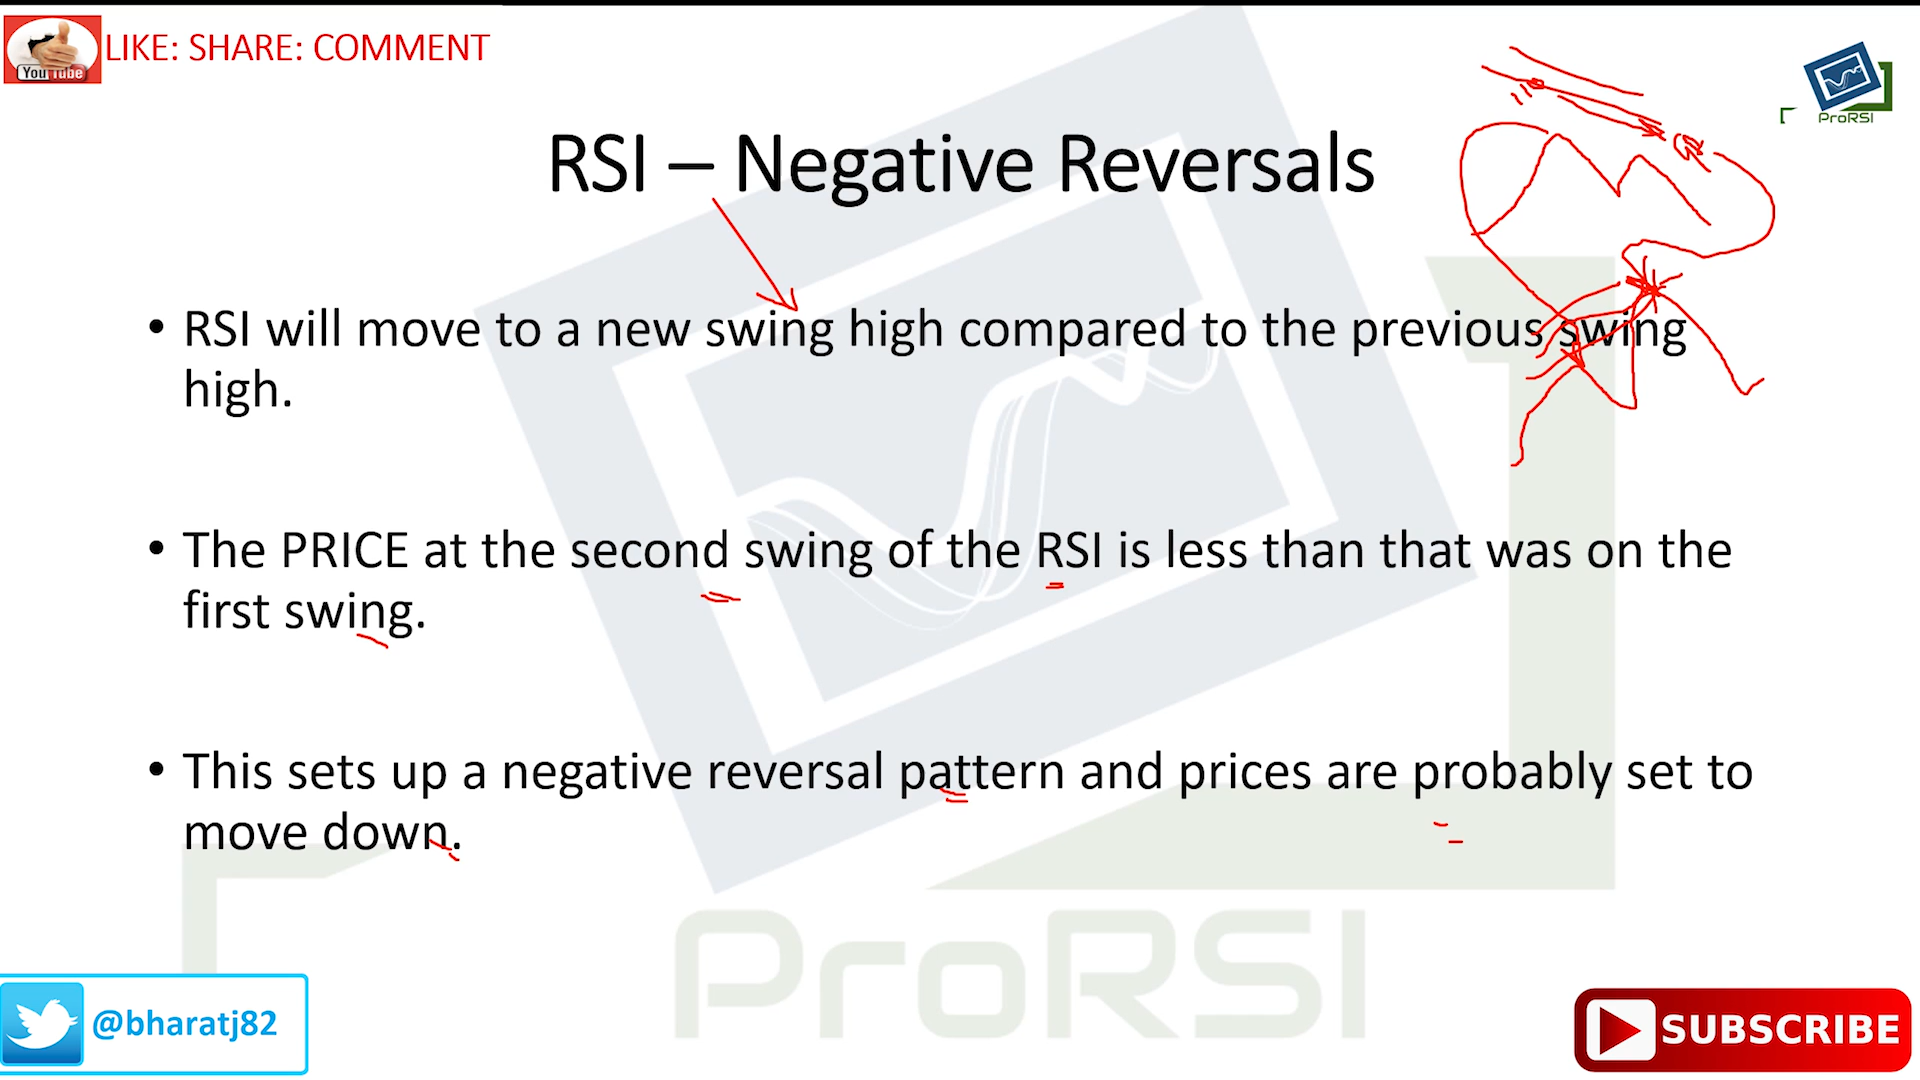 LIKE: SHARE: COMMENT
You Tube
ProRSI
RSI – Negative Reversals
• RSI will move to a new swing high compared to the previous swing
high.
• The PRICE at the second swing of the RSI is less than that was on the
first swing.
• This sets up a negative reversal pattern and prices are probably set to
move down.
ProRSI
@bharatj82
SUBSCRIBE